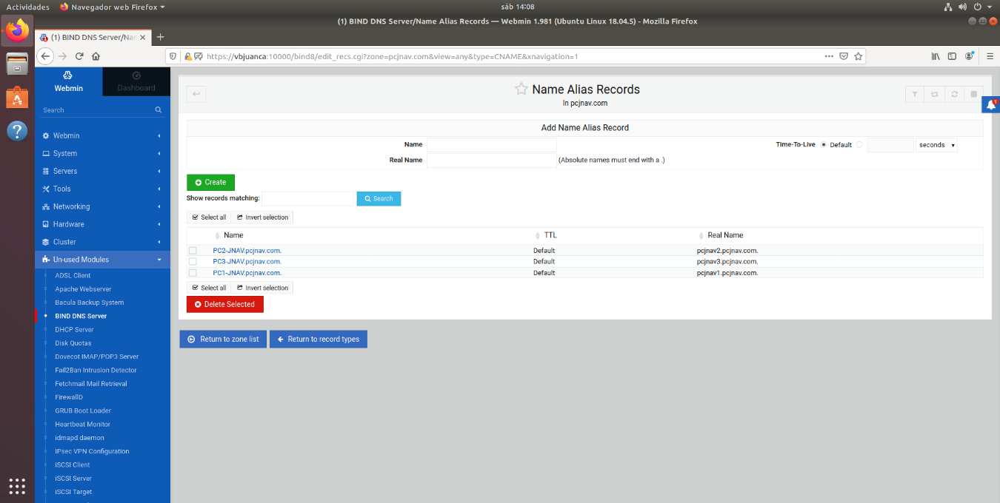 Actividades Navegador web Firefox sáb 14:08
(1) BIND DNS Server/Name Alias Records — Webmin 1.981 (Ubuntu Linux 18.04.5) - Mozilla Firefox
(1) BIND DNS Server/Nam
https://vbjuanca:10000/bind8/edit_recs.cgi?zone=pcjnav.com&view=any&type=CNAME&xnavigation=1
Webmin
Dashboard
Search
Webmin
System
Servers
Tools
Networking
Hardware
Cluster
Un-used Modules
ADSL Client
Apache Webserver
Bacula Backup System
BIND DNS Server
DHCP Server
Disk Quotas
Dovecot IMAP/POP3 Server
Fail2Ban Intrusion Detector
Fetchmail Mail Retrieval
FirewallD
GRUB Boot Loader
Heartbeat Monitor
idmapd daemon
IPsec VPN Configuration
iSCSI Client
iSCSI Server
iSCSI Target
Name Alias Records
In pcjnav.com
1
Add Name Alias Record
Name Time-To-Live Default seconds
Real Name (Absolute names must end with a .)
Create
Show records matching: Search
Select all Invert selection
Name TTL Real Name
PC2-JNAV.pcjnav.com. Default pcjnav2.pcjnav.com.
PC3-JNAV.pcjnav.com. Default pcjnav3.pcjnav.com.
PC1-JNAV.pcjnav.com. Default pcjnav1.pcjnav.com.
Select all Invert selection
Delete Selected
Return to zone list Return to record types